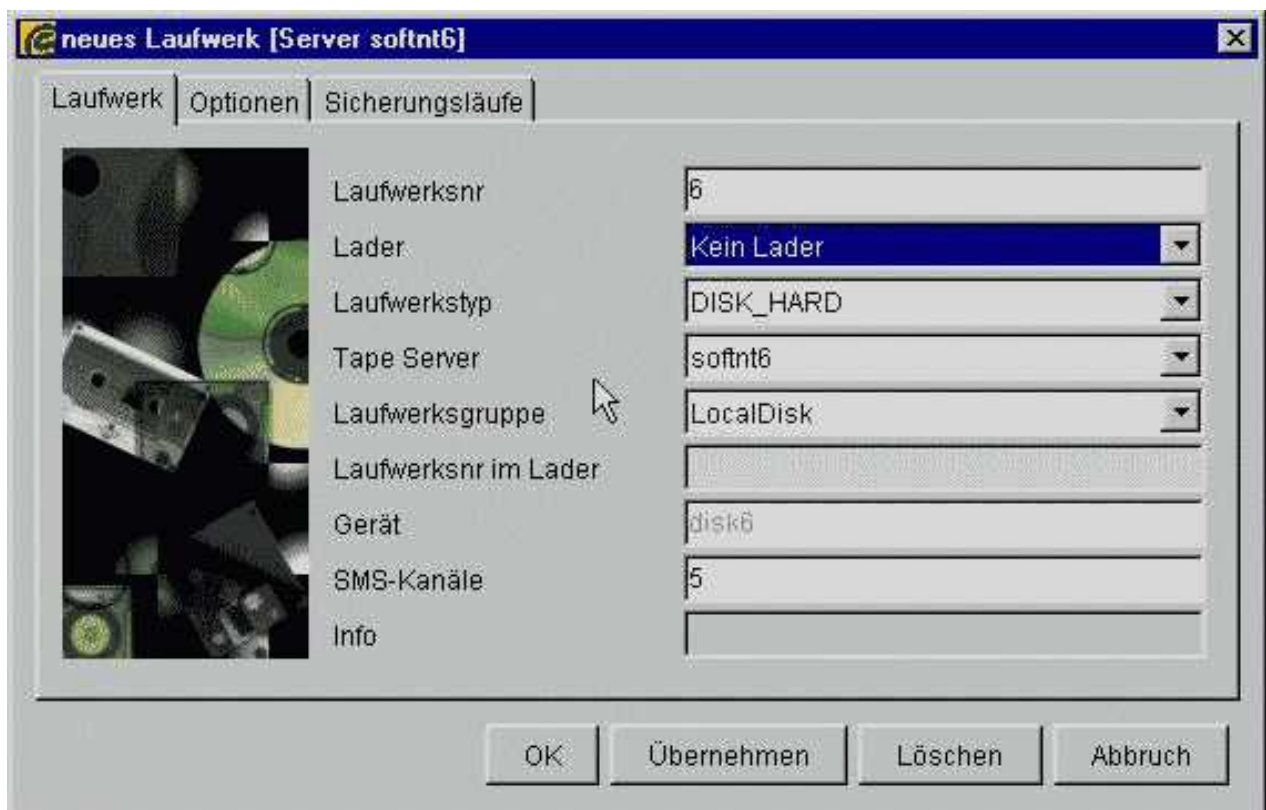 neues Laufwerk [Server softnt6]
Laufwerk Optionen Sicherungsläufe
Laufwerksnr 6
Lader Kein Lader
Laufwerkstyp DISK_HARD
Tape Server softnt6
Laufwerksgruppe LocalDisk
Laufwerksnr im Lader
Gerät disk6
SMS-Kanäle 5
Info
OK Übernehmen Löschen Abbruch